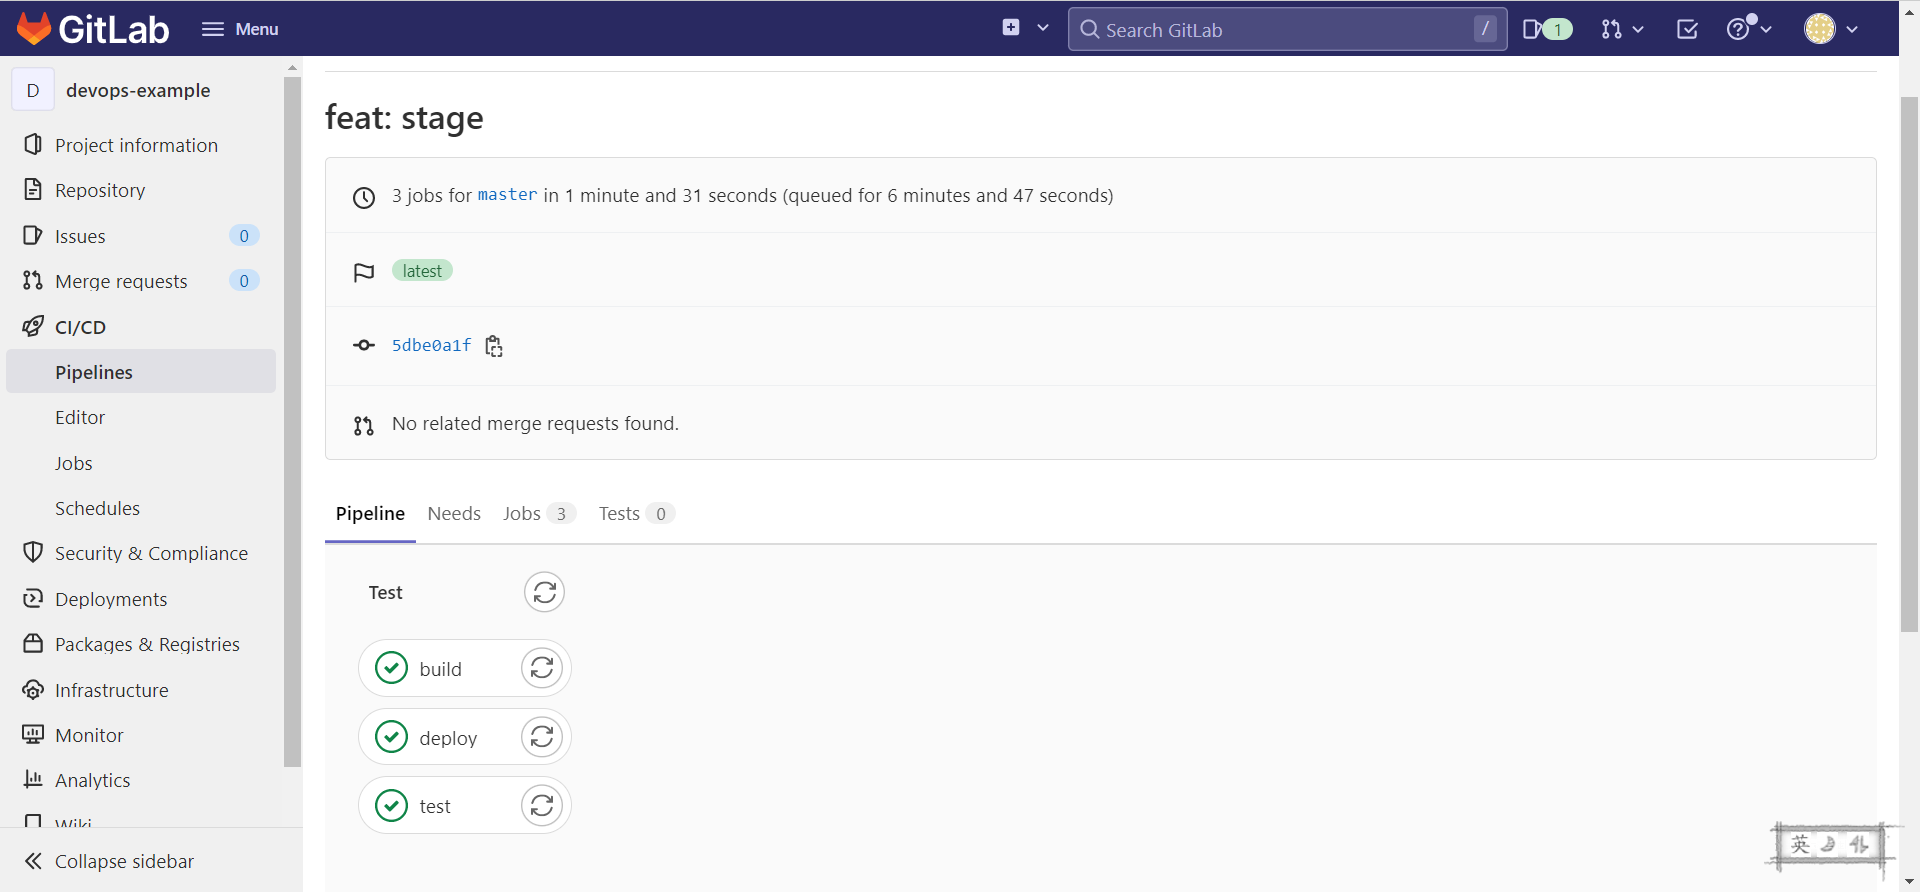 GitLab
Menu
Search GitLab
/
1
D
devops-example
Project information
Repository
Issues 0
Merge requests 0
CI/CD
Pipelines
Editor
Jobs
Schedules
Security & Compliance
Deployments
Packages & Registries
Infrastructure
Monitor
Analytics
Wiki
Collapse sidebar
feat: stage
3 jobs for master in 1 minute and 31 seconds (queued for 6 minutes and 47 seconds)
latest
5dbe0a1f
No related merge requests found.
Pipeline Needs Jobs 3 Tests 0
Test
build
deploy
test
英